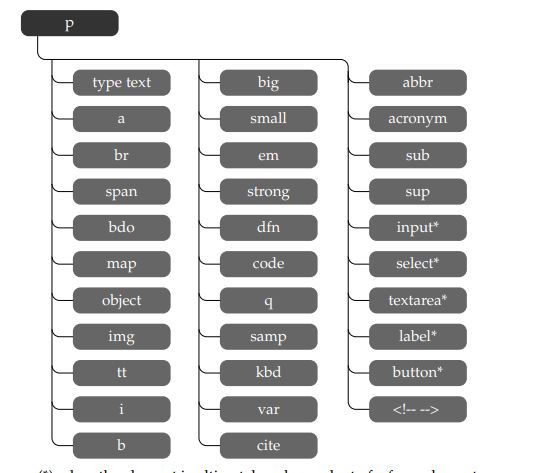 p
type text
a
br
span
bdo
map
object
img
tt
i
b
big
small
em
strong
dfn
code
q
samp
kbd
var
cite
abbr
acronym
sub
sup
input*
select*
textarea*
label*
button*
<!-- -->